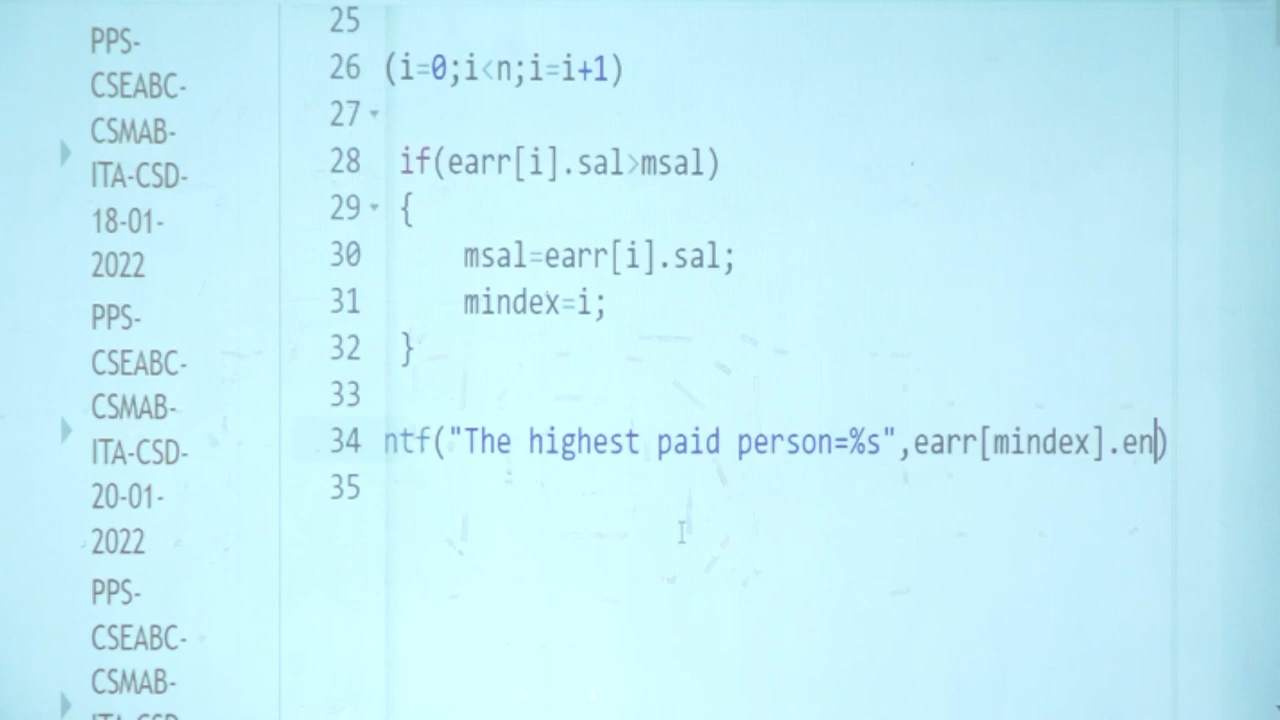 PPS-
CSEABC-
CSMAB-
ITA-CSD-
18-01-
2022
PPS-
CSEABC-
CSMAB-
ITA-CSD-
20-01-
2022
PPS-
CSEABC-
CSMAB-
ITA-CSD-
25
26 (i=0;i<n;i=i+1)
27
28 if(earr[i].sal>msal)
29 {
30 msal=earr[i].sal;
31 mindex=i;
32 }
33
34 ntf("The highest paid person=%s",earr[mindex].en)
35